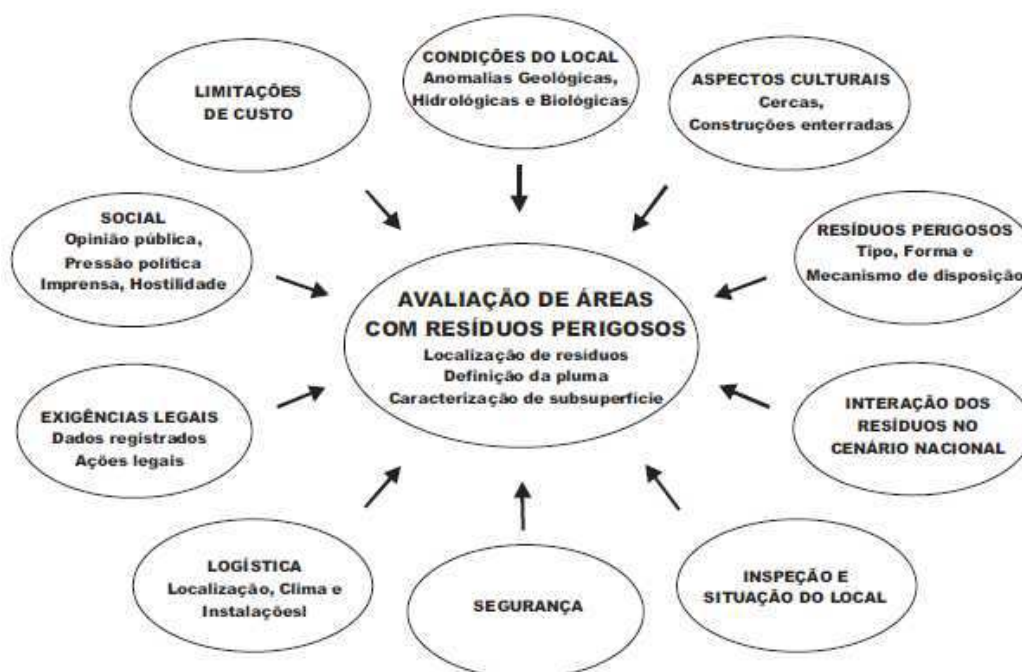 LIMITAÇÕES
DE CUSTO
CONDIÇÕES DO LOCAL
Anomalias Geológicas,
Hidrológicas e Biológicas
ASPECTOS CULTURAIS
Cercas,
Construções enterradas
SOCIAL
Opinião pública,
Pressão política
Imprensa, Hostilidade
RESÍDUOS PERIGOSOS
Tipo, Forma e
Mecanismo de disposição
AVALIAÇÃO DE ÁREAS
COM RESÍDUOS PERIGOSOS
Localização de resíduos
Definição da pluma
Caracterização de subsuperfície
EXIGÊNCIAS LEGAIS
Dados registrados
Ações legais
INTERAÇÃO DOS
RESÍDUOS NO
CENÁRIO NACIONAL
LOGÍSTICA
Localização, Clima e
Instalaçõesl
SEGURANÇA
INSPEÇÃO E
SITUAÇÃO DO LOCAL